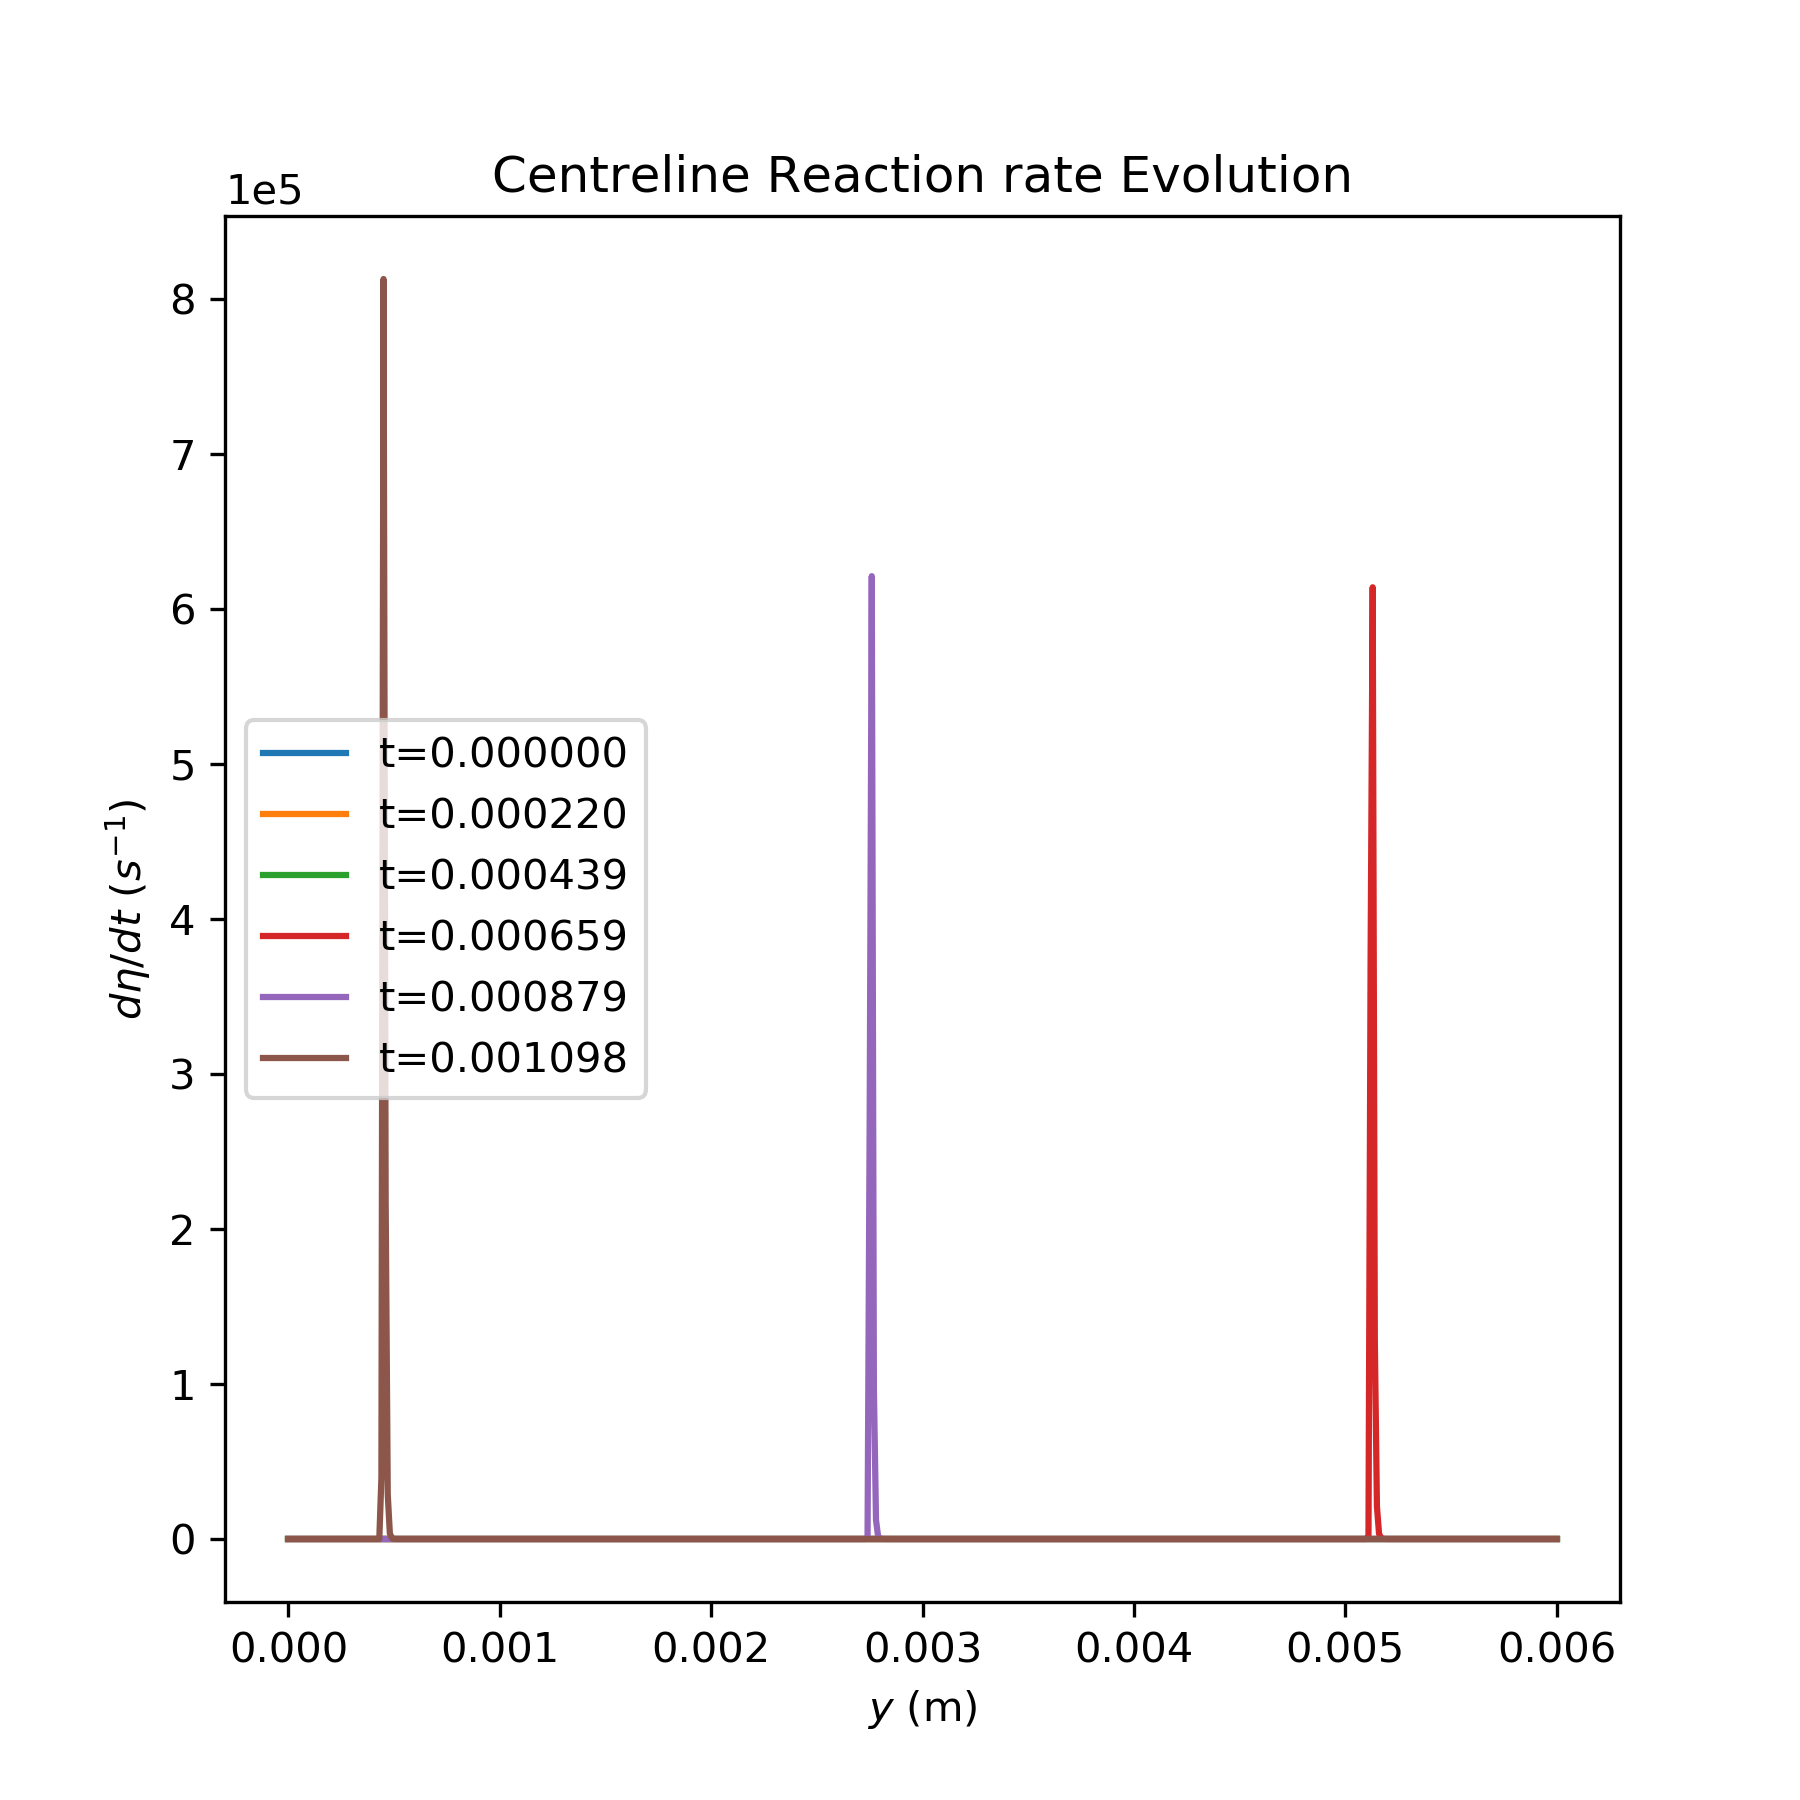 Centreline Reaction rate Evolution
1e5
8
7
6
5
4
3
2
1
0
dη/dt (s⁻¹)
t=0.000000
t=0.000220
t=0.000439
t=0.000659
t=0.000879
t=0.001098
0.000 0.001 0.002 0.003 0.004 0.005 0.006
y (m)